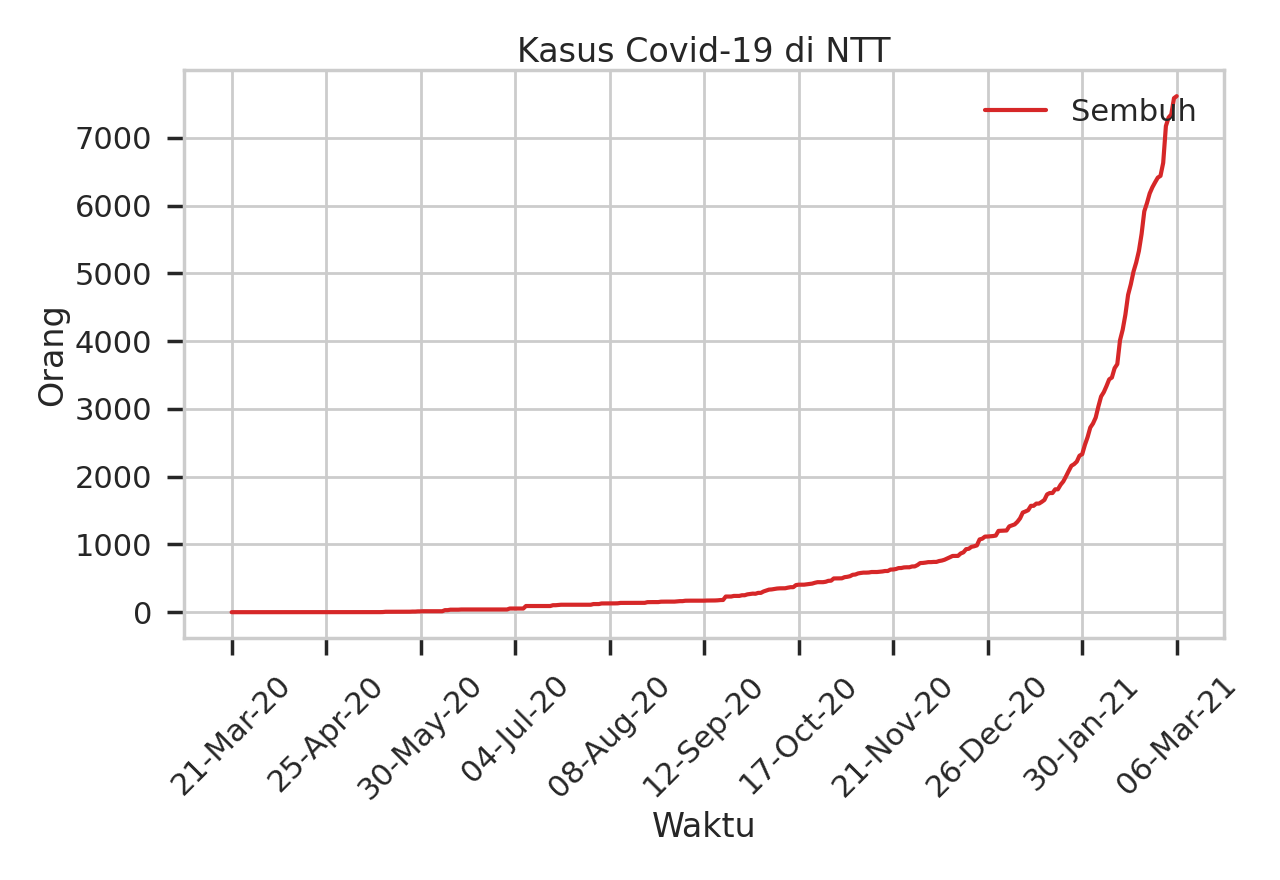 Kasus Covid-19 di NTT
Sembuh
Orang
7000
6000
5000
4000
3000
2000
1000
0
21-Mar-20
25-Apr-20
30-May-20
04-Jul-20
08-Aug-20
12-Sep-20
17-Oct-20
21-Nov-20
26-Dec-20
30-Jan-21
06-Mar-21
Waktu